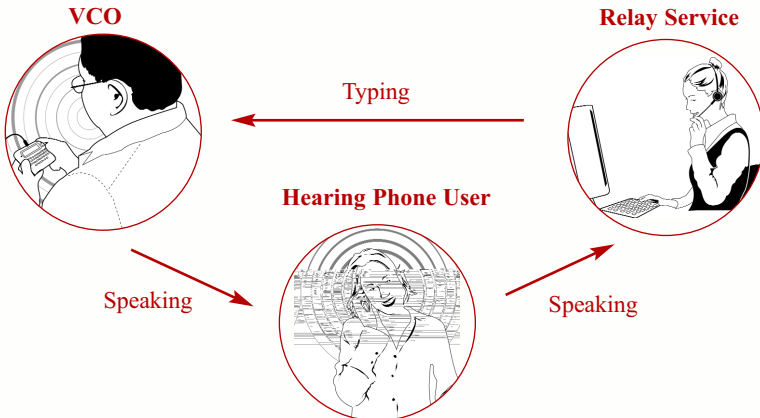 VCO
Relay Service
Typing
Hearing Phone User
Speaking
Speaking